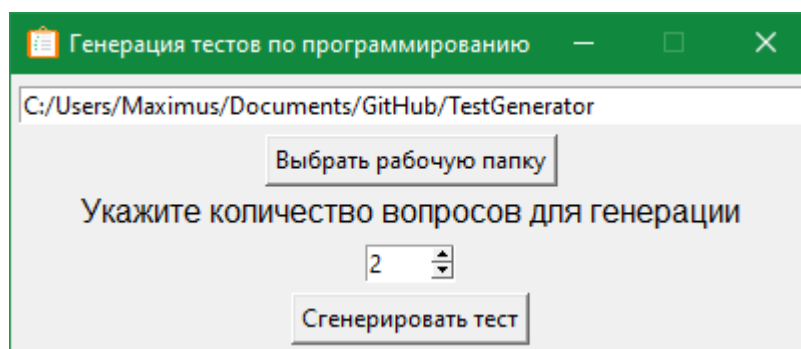 Генерация тестов по программированию
C:/Users/Maximus/Documents/GitHub/TestGenerator
Выбрать рабочую папку
Укажите количество вопросов для генерации
2
Сгенерировать тест